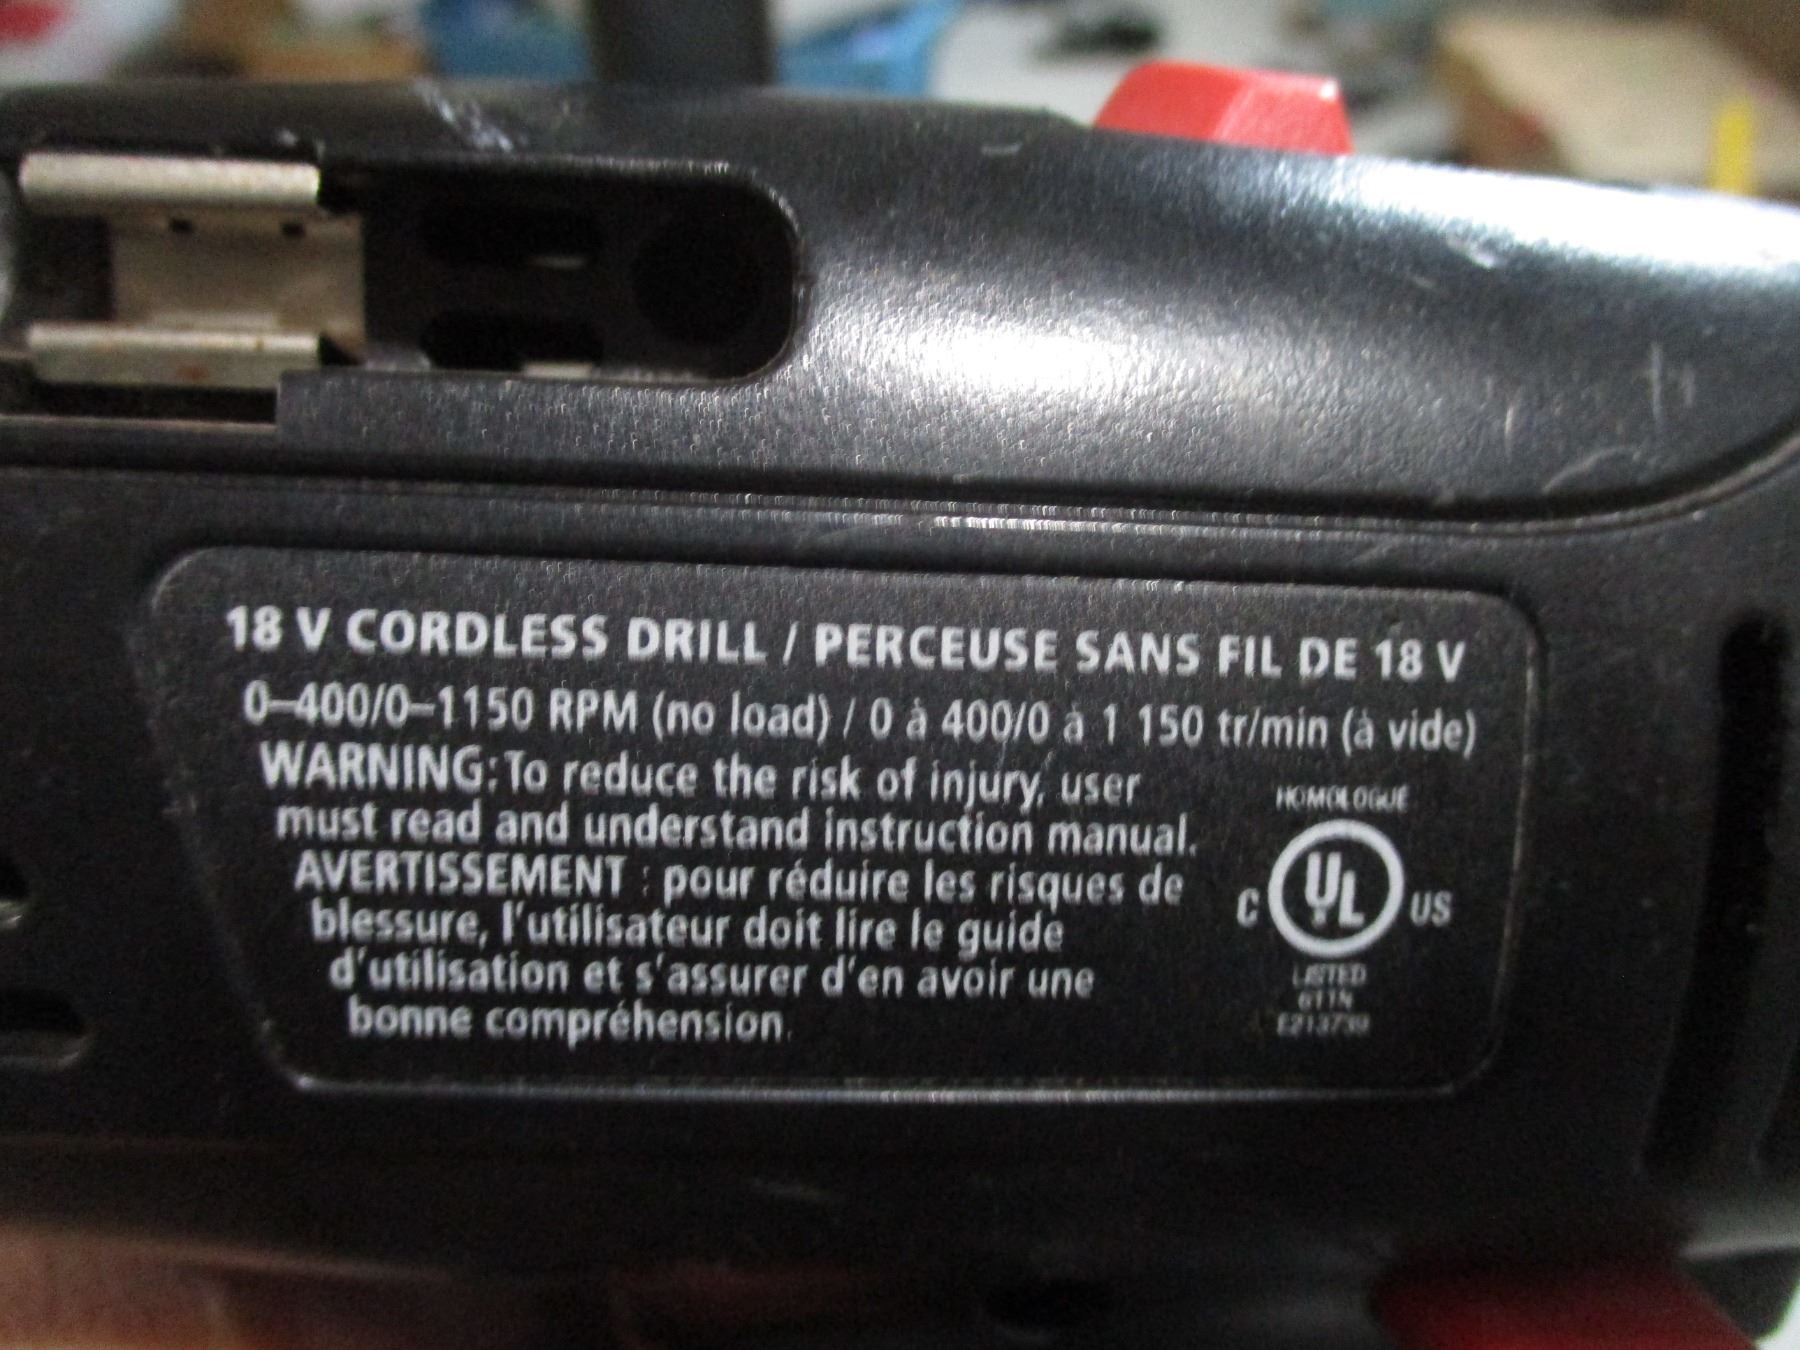 18 V CORDLESS DRILL / PERCEUSE SANS FIL DE 18 V
0–400/0–1150 RPM (no load) / 0 à 400/0 à 1 150 tr/min (à vide)
WARNING: To reduce the risk of injury, user
must read and understand instruction manual.
AVERTISSEMENT : pour réduire les risques de
blessure, l'utilisateur doit lire le guide
d'utilisation et s'assurer d'en avoir une
bonne compréhension.
HOMOLOGUÉ
C UL US
LISTED